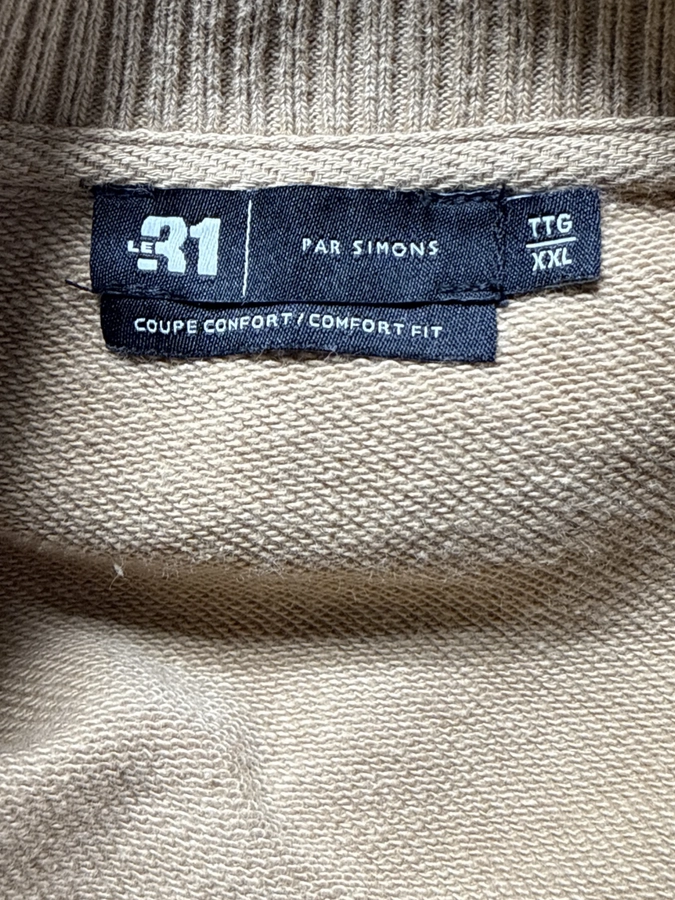 LE 31 PAR SIMONS
TTG
XXL
COUPE CONFORT / COMFORT FIT